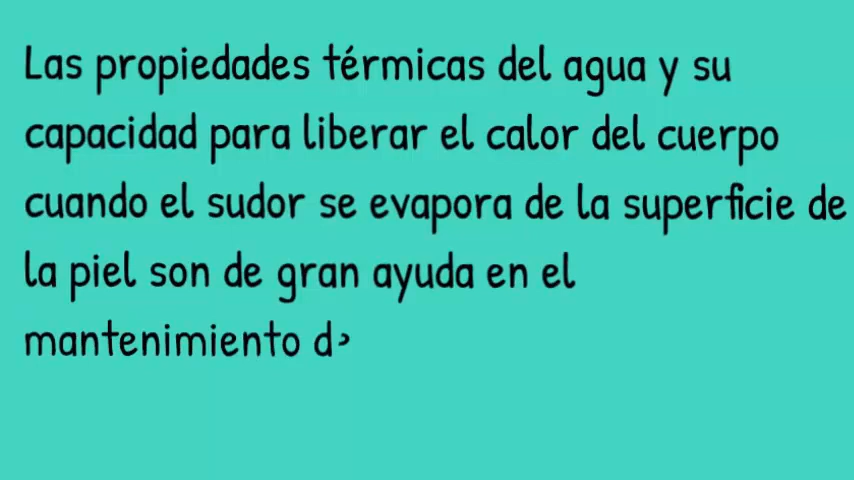 Las propiedades térmicas del agua y su
capacidad para liberar el calor del cuerpo
cuando el sudor se evapora de la superficie de
la piel son de gran ayuda en el
mantenimiento d